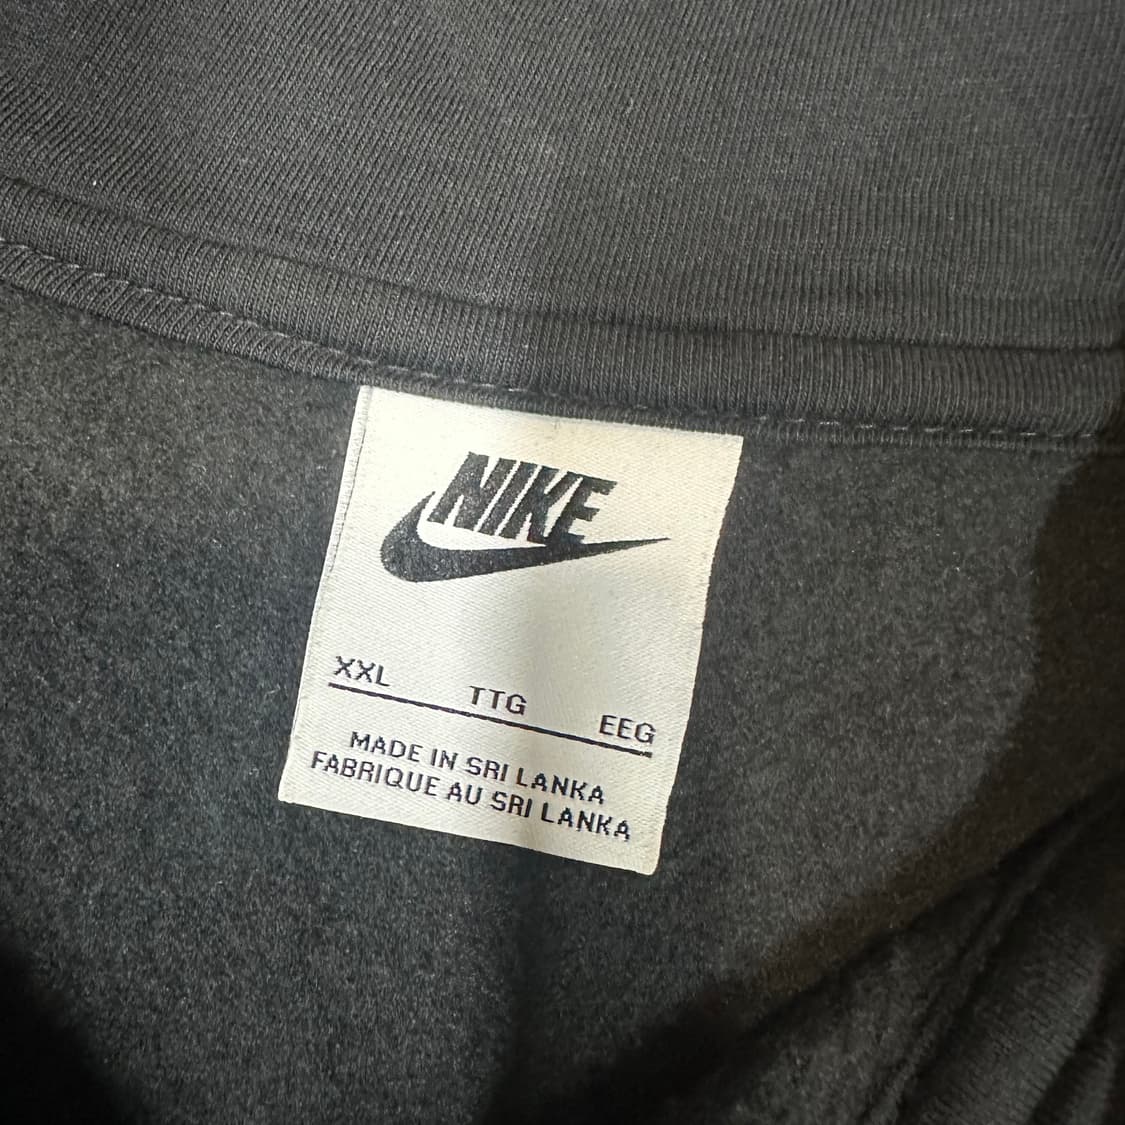 NIKE
XXL TTG EEG
MADE IN SRI LANKA
FABRIQUE AU SRI LANKA